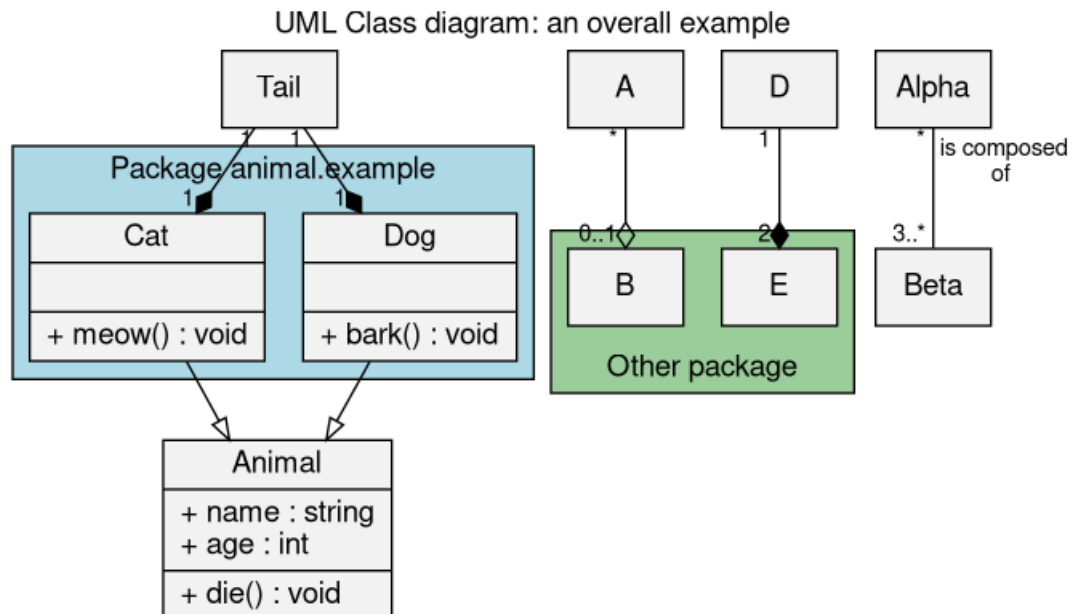 UML Class diagram: an overall example
Tail
A
D
Alpha
1
1
*
1
*
is composed
of
Package animal.example
1
1
Cat
Dog
0..1
2
3..*
B
E
Beta
+ meow() : void
+ bark() : void
Other package
Animal
+ name : string
+ age : int
+ die() : void